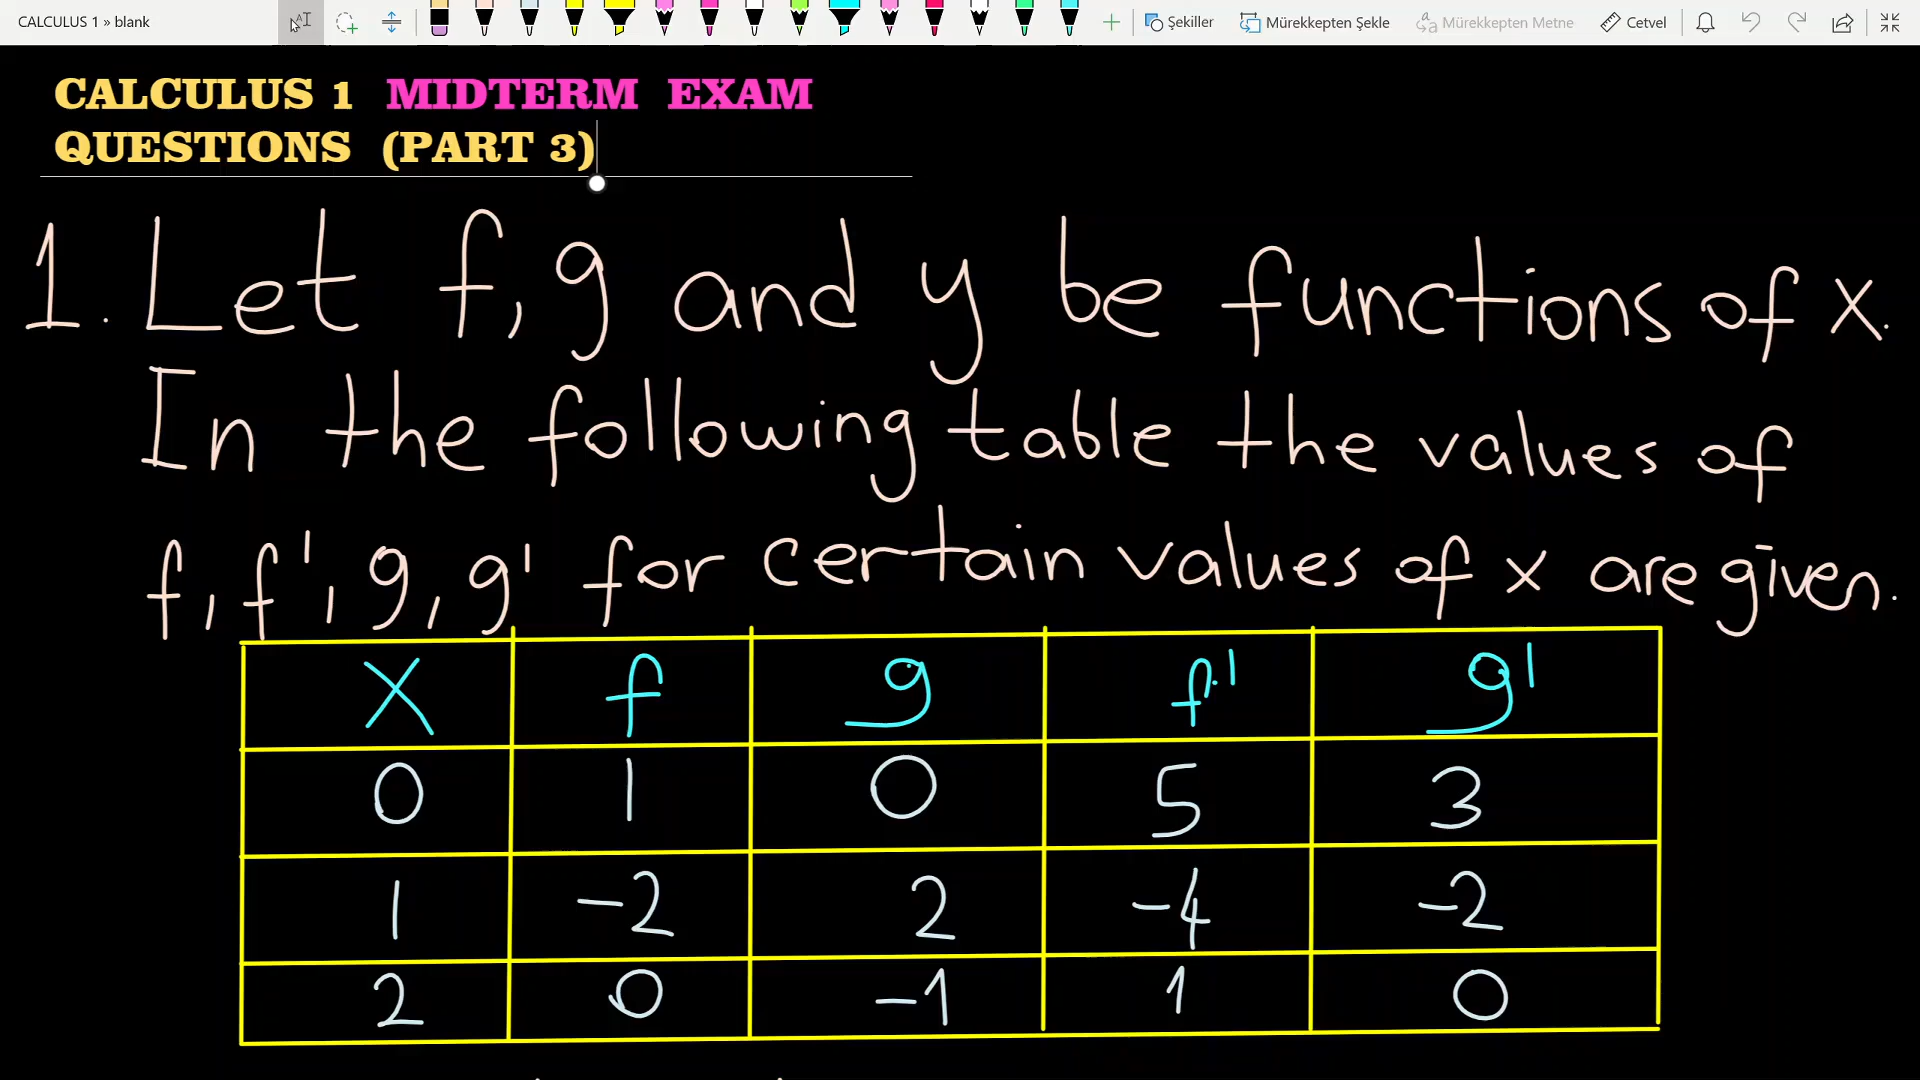 CALCULUS 1 » blank
Şekiller
Mürekkepten Şekle
Mürekkepten Metne
Cetvel
CALCULUS 1 MIDTERM EXAM
QUESTIONS (PART 3)
1. Let f, g and y be functions of x.
In the following table the values of
f, f', g, g' for certain values of x are given.
x f g f' g'
0 1 0 5 3
1 -2 2 -4 -2
2 0 -1 1 0